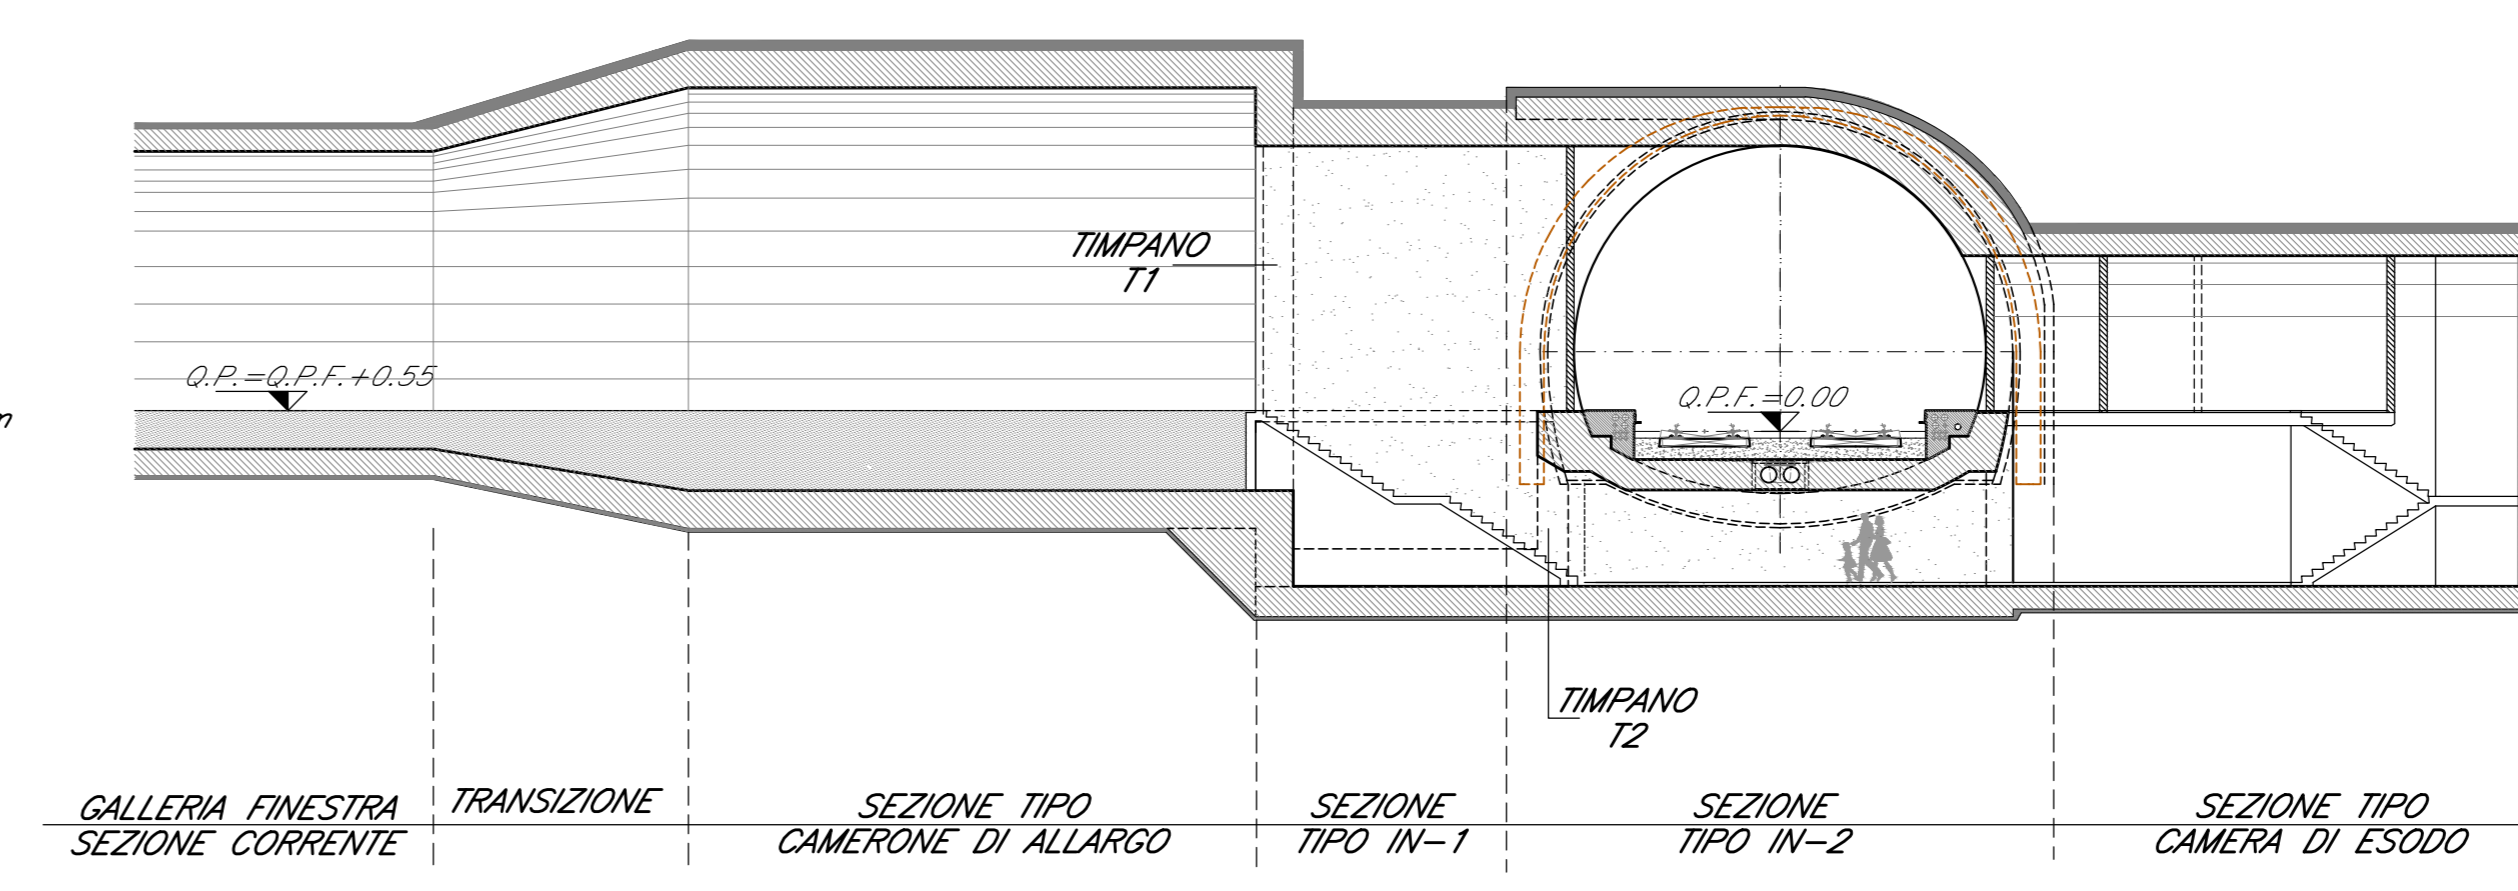 TIMPANO
T1
Q.P.=Q.P.F.+0.55
Q.P.F.=0.00
n
TIMPANO
T2
GALLERIA FINESTRA
SEZIONE CORRENTE
TRANSIZIONE
SEZIONE TIPO
CAMERONE DI ALLARGO
SEZIONE
TIPO IN-1
SEZIONE
TIPO IN-2
SEZIONE TIPO
CAMERA DI ESODO